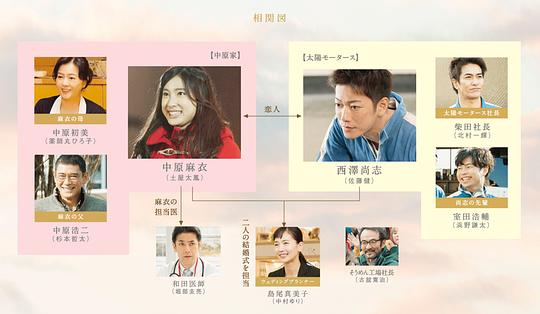 相関図
【中原家】
麻衣の母
中原初美
（薬師丸ひろ子）
麻衣の父
中原浩二
（杉本哲太）
中原麻衣
（土屋太鳳）
恋人
【太陽モータース】
西澤尚志
（佐藤健）
太陽モータース社長
柴田社長
（北村一輝）
尚志の先輩
室田浩輔
（浜野謙太）
麻衣の
担当医
和田医師
（堀部圭亮）
二人の結婚式を担当
ウェディングプランナー
島尾真美子
（中村ゆり）
そうめん工場社長
（古舘寛治）